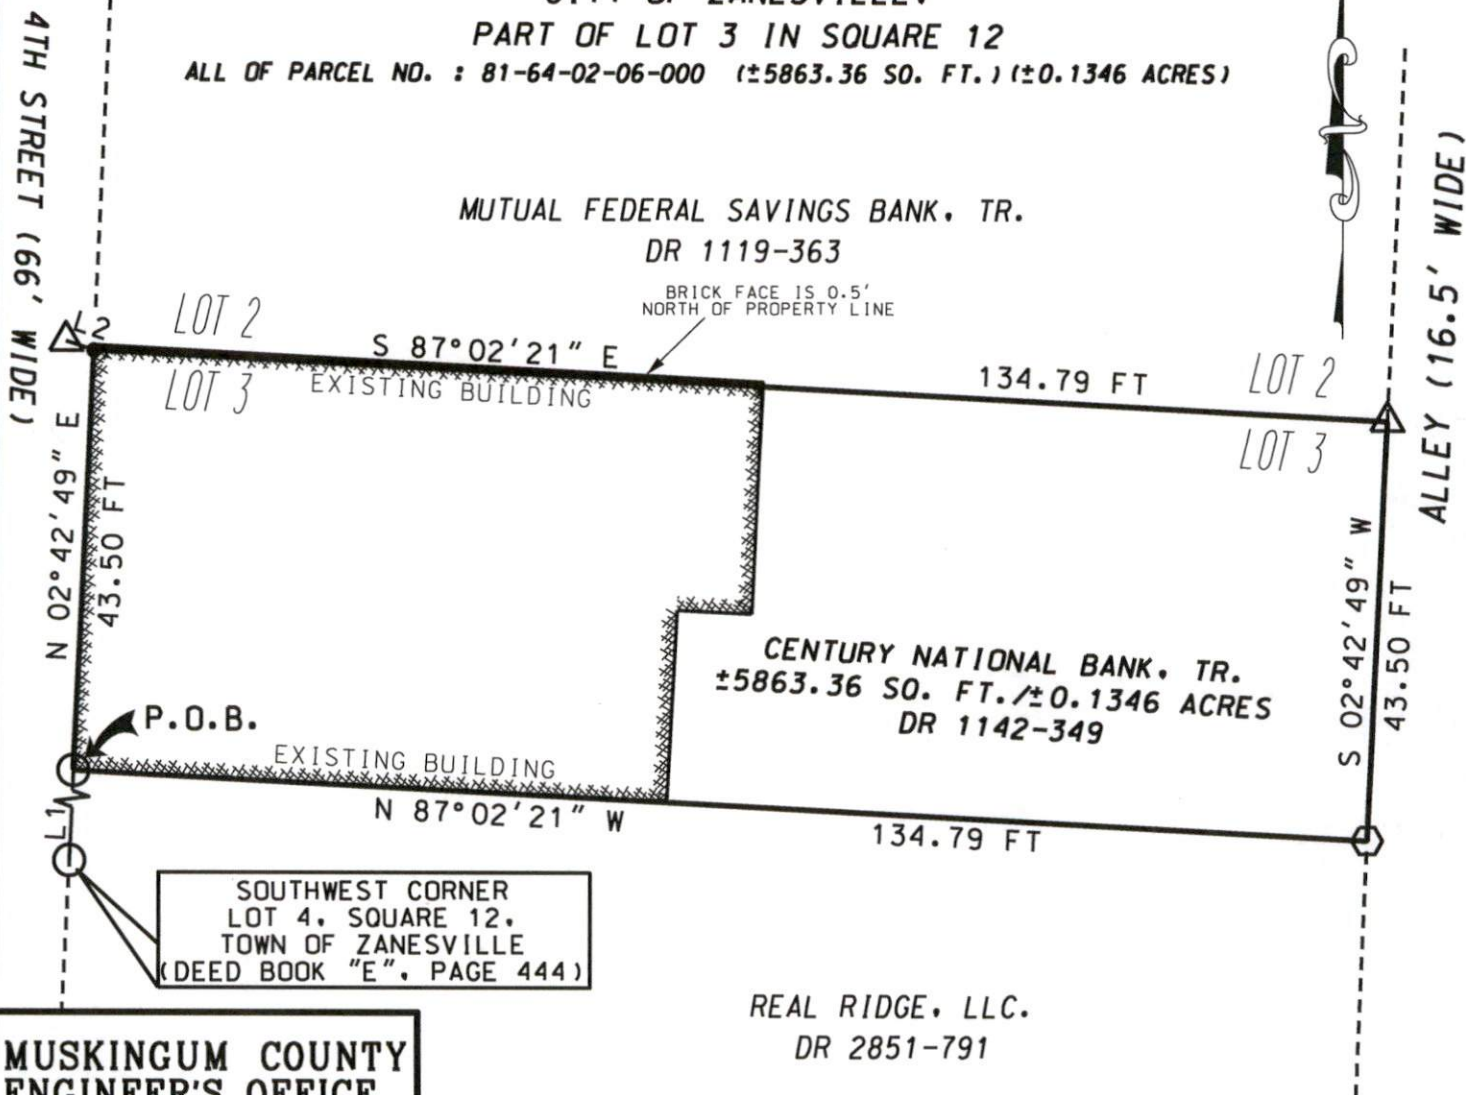 PART OF LOT 3 IN SQUARE 12
ALL OF PARCEL NO. : 81-64-02-06-000 (±5863.36 SQ. FT.) (±0.1346 ACRES)
4TH STREET (66' WIDE)
MUTUAL FEDERAL SAVINGS BANK, TR.
DR 1119-363
BRICK FACE IS 0.5'
NORTH OF PROPERTY LINE
ALLEY (16.5' WIDE)
L2
LOT 2
S 87°02'21" E
134.79 FT
LOT 2
LOT 3
EXISTING BUILDING
LOT 3
N 02°42'49" E
43.50 FT
S 02°42'49" W
43.50 FT
CENTURY NATIONAL BANK, TR.
±5863.36 SQ. FT./±0.1346 ACRES
DR 1142-349
P.O.B.
EXISTING BUILDING
N 87°02'21" W
134.79 FT
L1
SOUTHWEST CORNER
LOT 4, SQUARE 12,
TOWN OF ZANESVILLE
(DEED BOOK "E", PAGE 444)
REAL RIDGE, LLC.
DR 2851-791
MUSKINGUM COUNTY
ENGINEER'S OFFICE